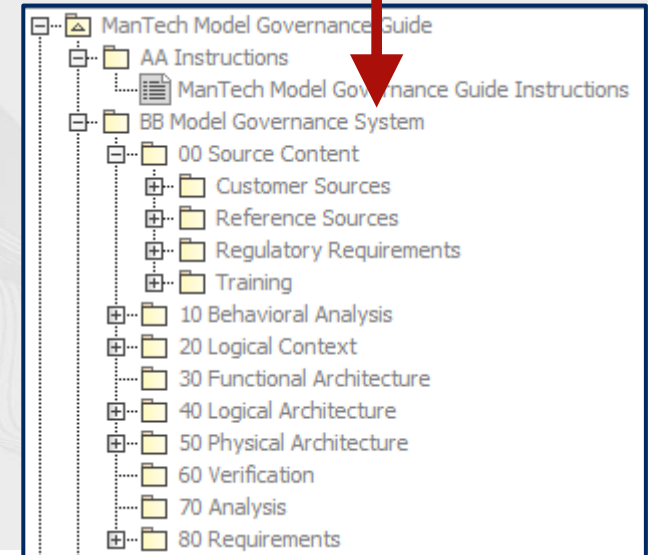 ManTech Model Governance Guide
AA Instructions
ManTech Model Governance Guide Instructions
BB Model Governance System
00 Source Content
Customer Sources
Reference Sources
Regulatory Requirements
Training
10 Behavioral Analysis
20 Logical Context
30 Functional Architecture
40 Logical Architecture
50 Physical Architecture
60 Verification
70 Analysis
80 Requirements